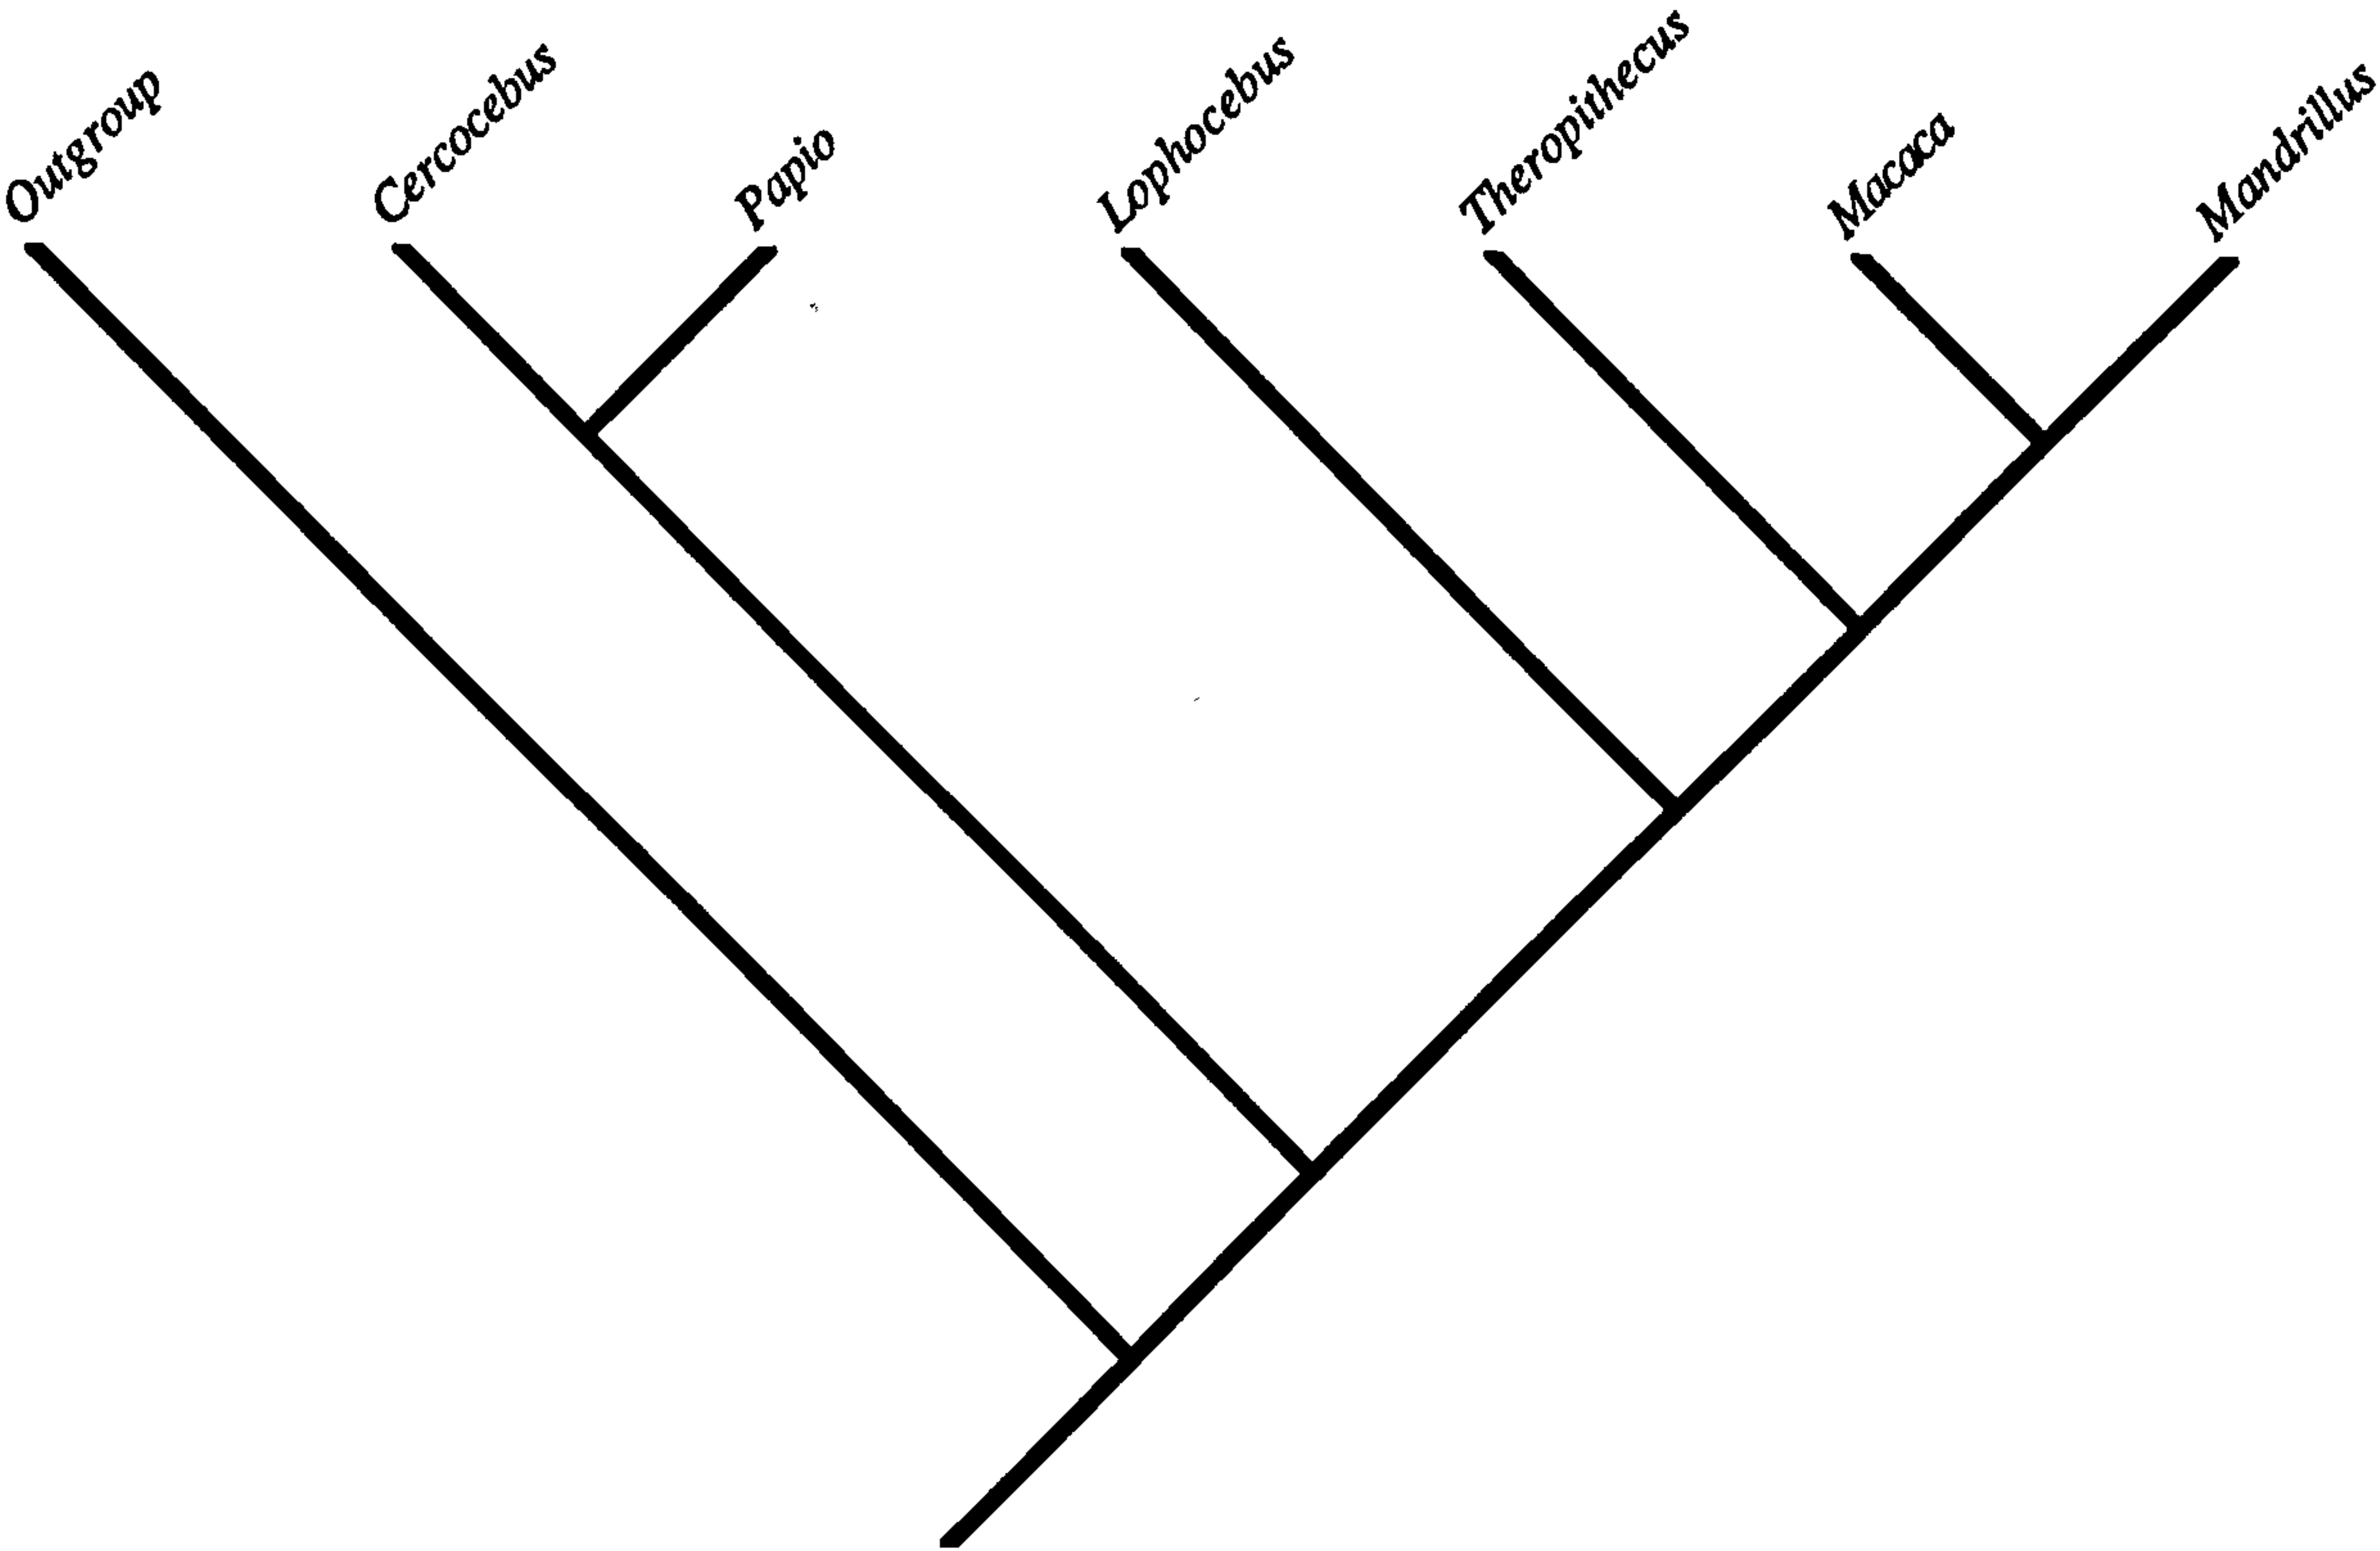 Outgroup
Cercocebus
Papio
Lophocebus
Theropithecus
Macaca
Mandrillus